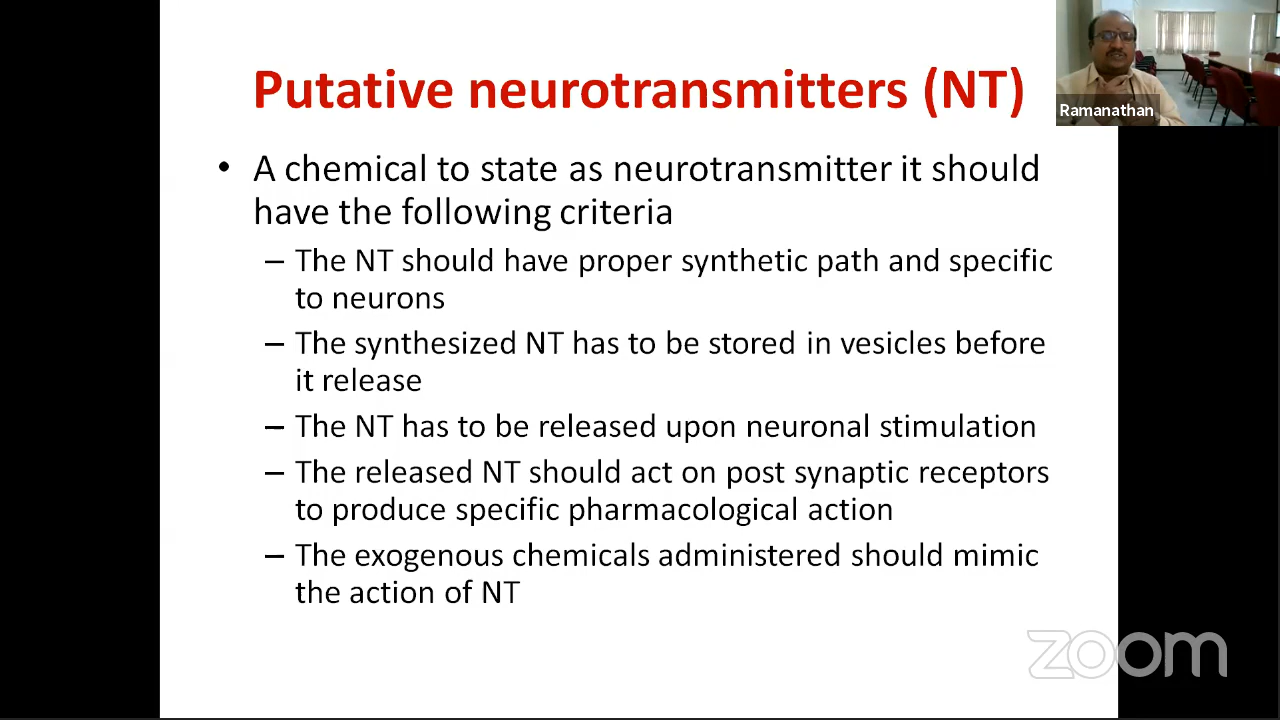 Putative neurotransmitters (NT)
Ramanathan
• A chemical to state as neurotransmitter it should
have the following criteria
– The NT should have proper synthetic path and specific
to neurons
– The synthesized NT has to be stored in vesicles before
it release
– The NT has to be released upon neuronal stimulation
– The released NT should act on post synaptic receptors
to produce specific pharmacological action
– The exogenous chemicals administered should mimic
the action of NT
zoom